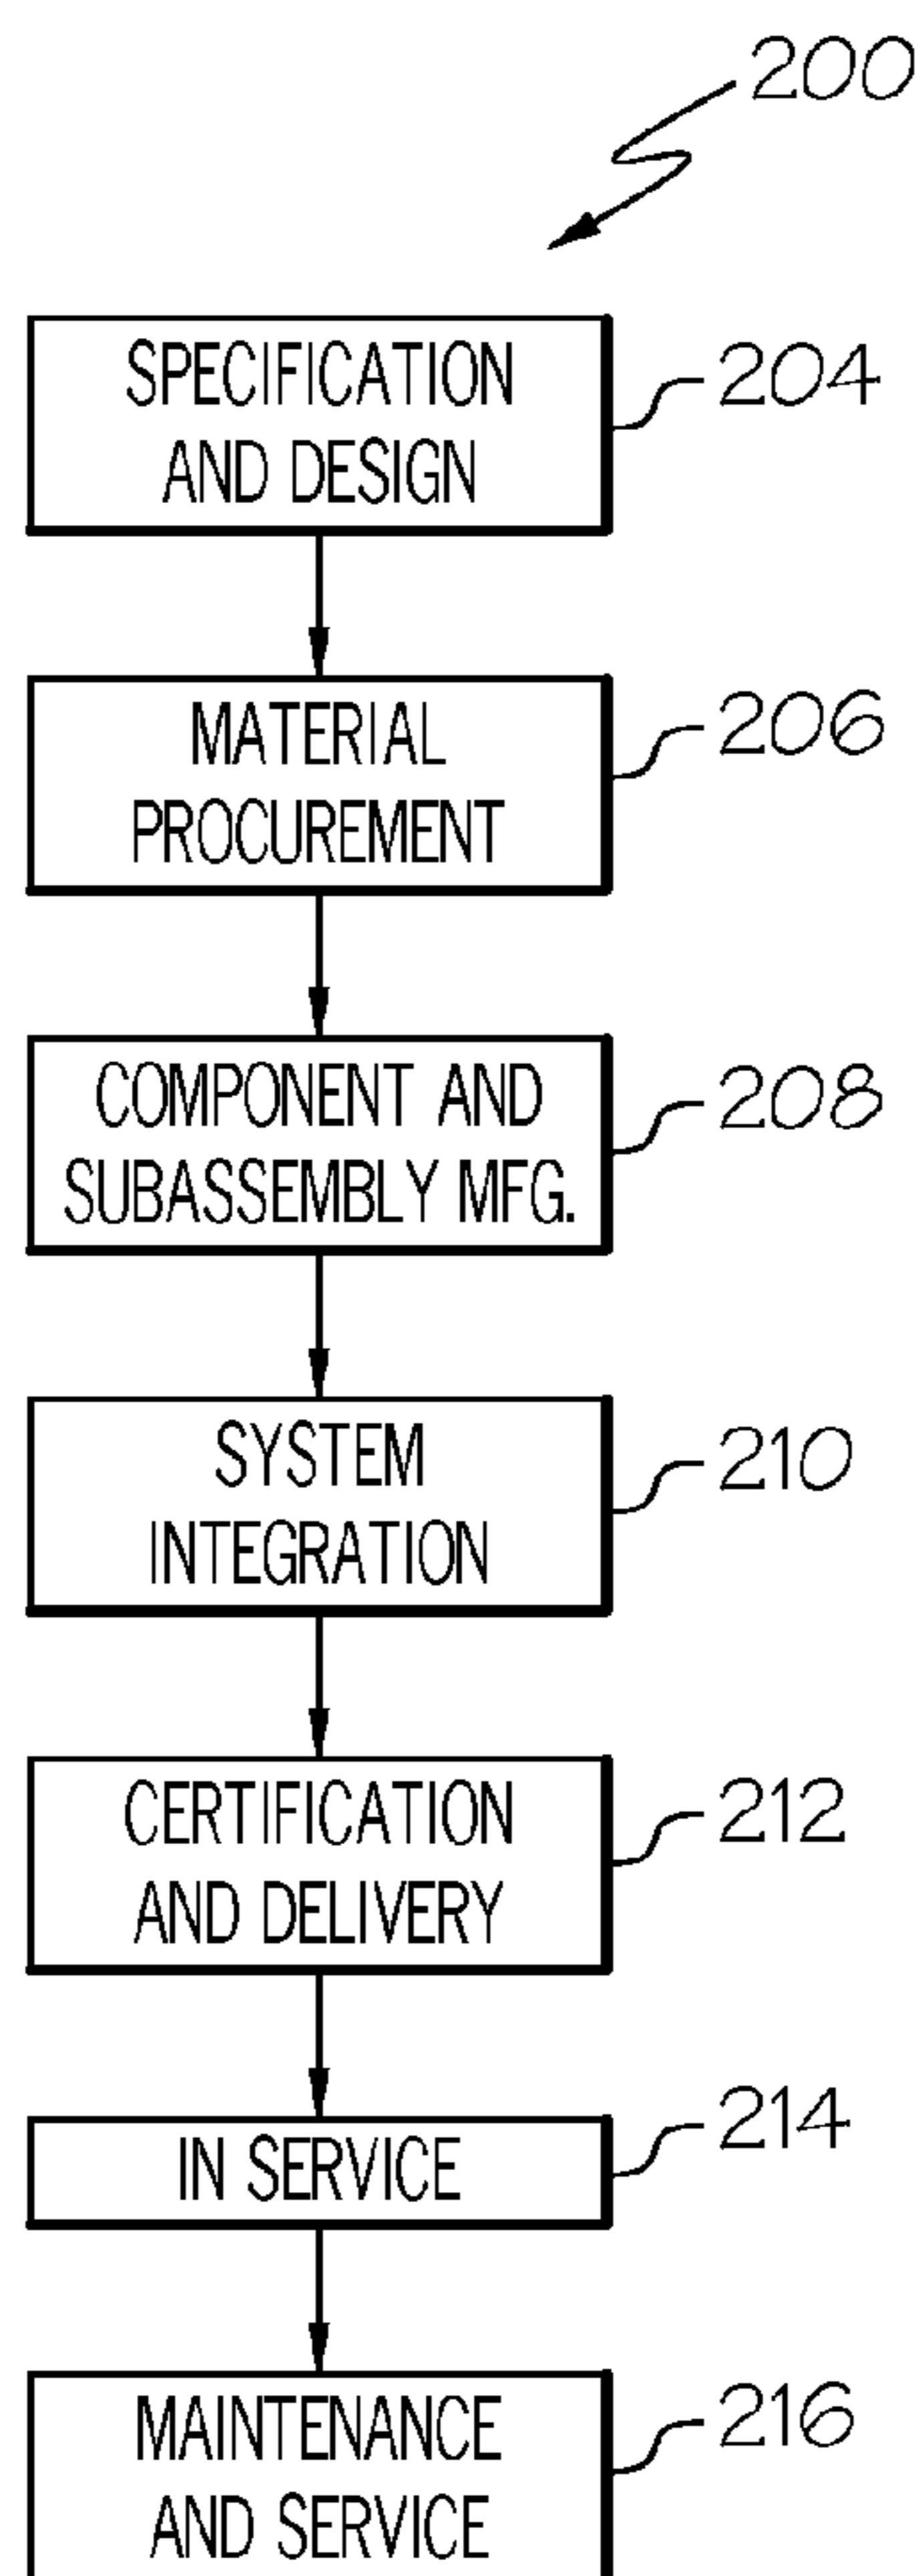 200
SPECIFICATION
AND DESIGN
204
MATERIAL
PROCUREMENT
206
COMPONENT AND
SUBASSEMBLY MFG.
208
SYSTEM
INTEGRATION
210
CERTIFICATION
AND DELIVERY
212
IN SERVICE
214
MAINTENANCE
AND SERVICE
216